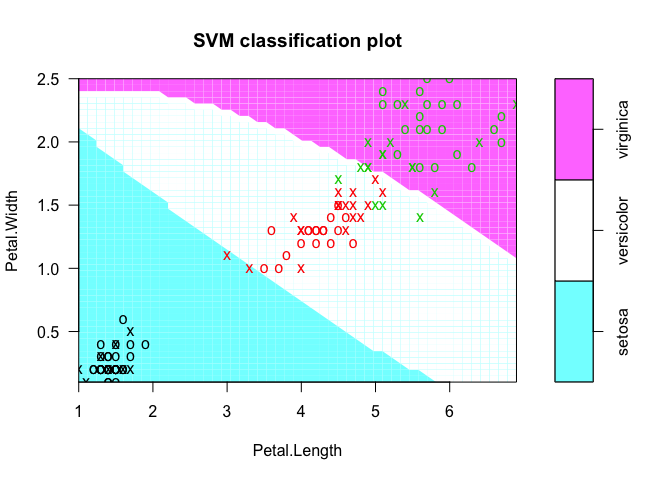 SVM classification plot
2.5
2.0
1.5
1.0
0.5
Petal.Width
1 2 3 4 5 6
Petal.Length
virginica
versicolor
setosa